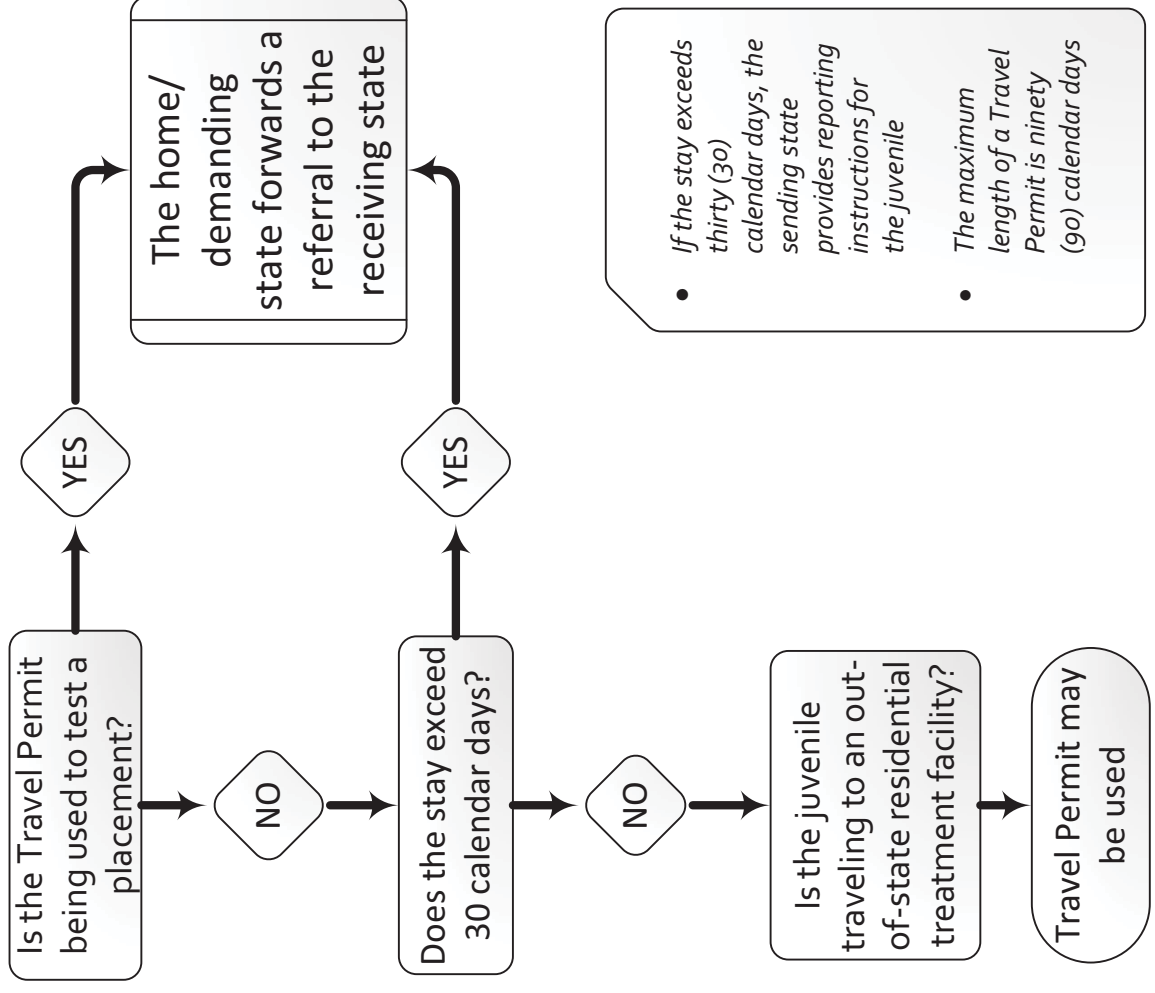 Is the Travel Permit
being used to test a
placement?
YES
The home/
demanding
state forwards a
referral to the
receiving state
NO
Does the stay exceed
30 calendar days?
YES
NO
Is the juvenile
traveling to an out-
of-state residential
treatment facility?
Travel Permit may
be used
• If the stay exceeds
thirty (30)
calendar days, the
sending state
provides reporting
instructions for
the juvenile
• The maximum
length of a Travel
Permit is ninety
(90) calendar days